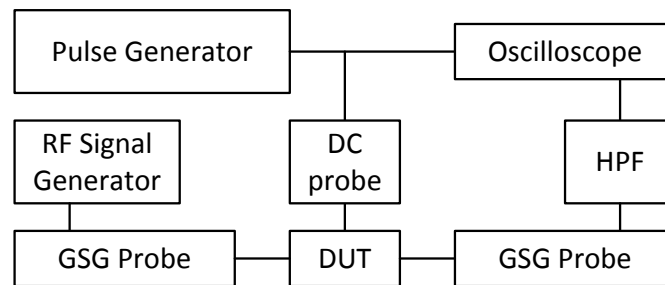 Pulse Generator
Oscilloscope
RF Signal
Generator
DC
probe
HPF
GSG Probe
DUT
GSG Probe